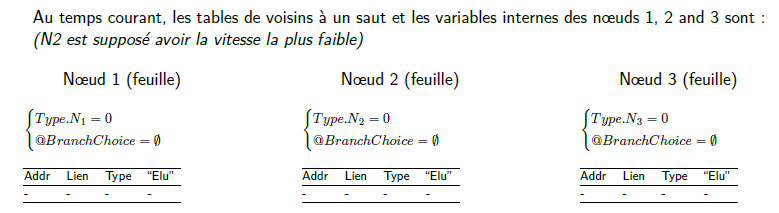 Au temps courant, les tables de voisins à un saut et les variables internes des nœuds 1, 2 and 3 sont :
(N2 est supposé avoir la vitesse la plus faible)
Nœud 1 (feuille) Nœud 2 (feuille) Nœud 3 (feuille)
{Type.N₁ = 0 {Type.N₂ = 0 {Type.N₃ = 0
@BranchChoice = ∅ @BranchChoice = ∅ @BranchChoice = ∅
Addr Lien Type “Elu” Addr Lien Type “Elu” Addr Lien Type “Elu”
- - - - - - - - - - - -